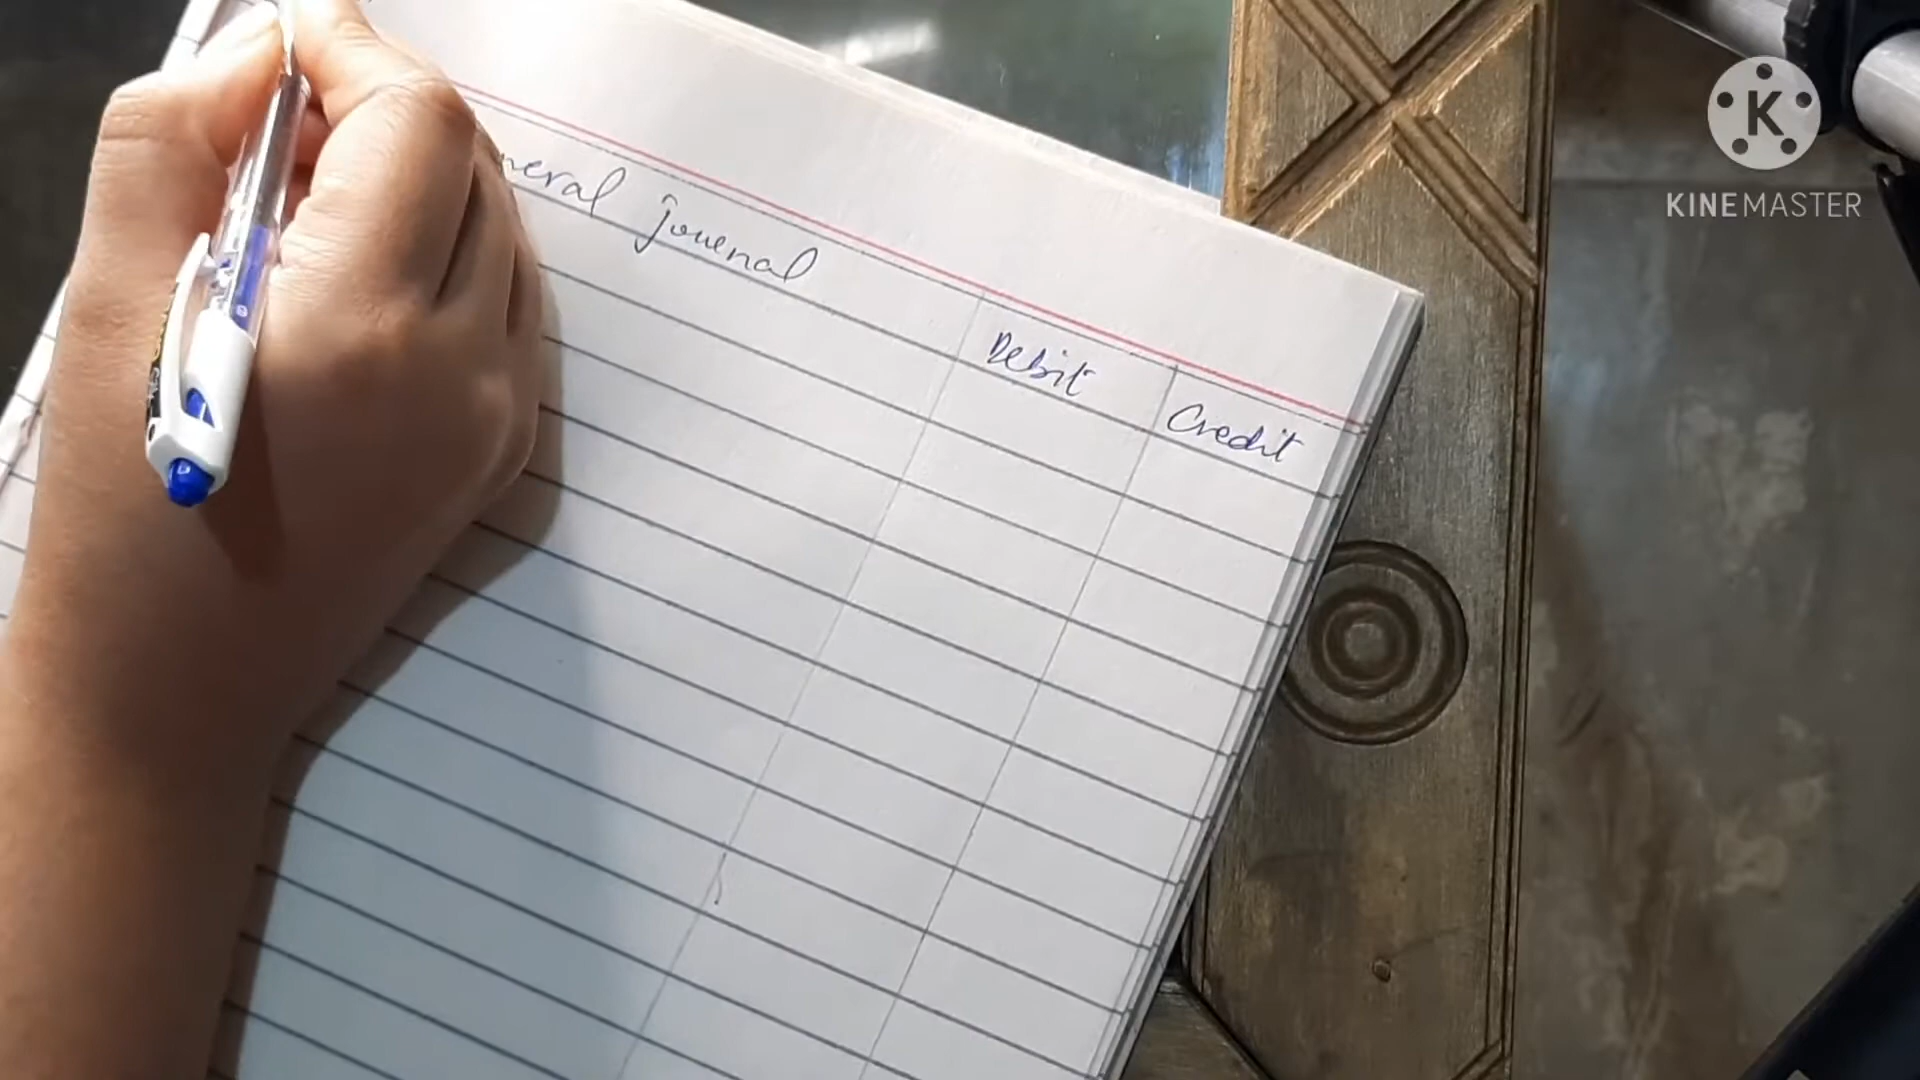 neral journal
Debit
Credit
K
KINEMASTER